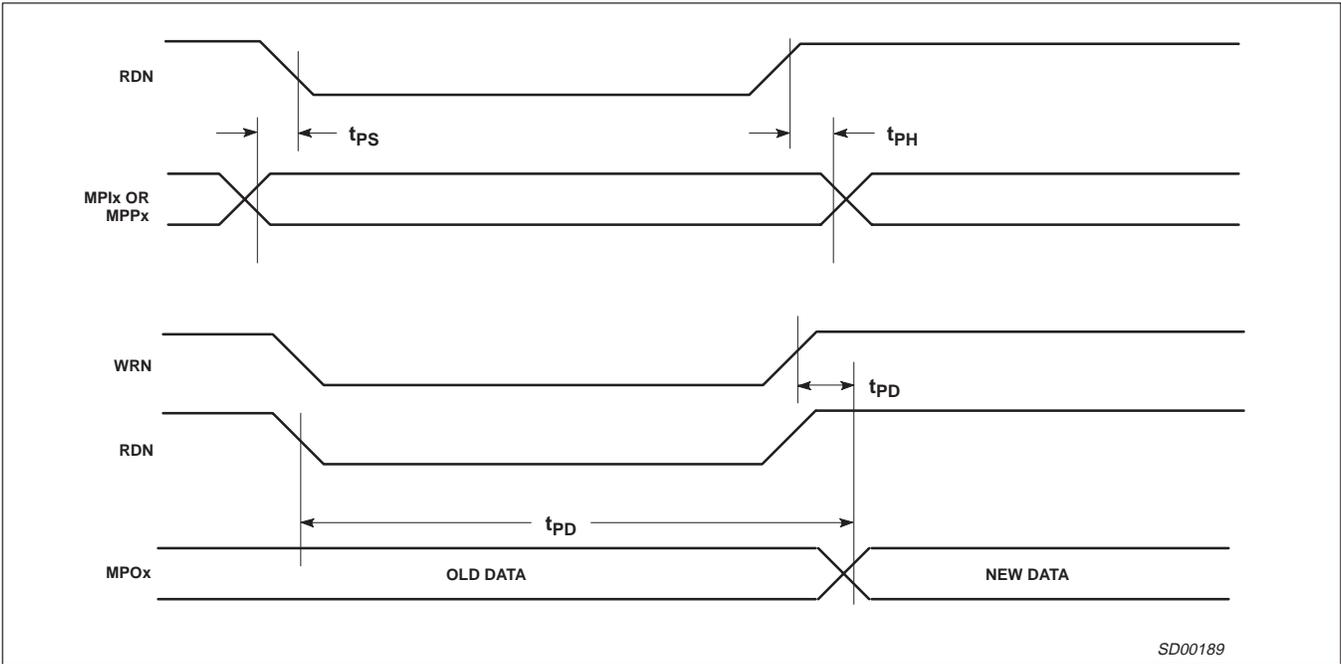 RDN
tPS
tPH
MPIx OR
MPPx
WRN
tPD
RDN
tPD
MPOx
OLD DATA
NEW DATA
SD00189